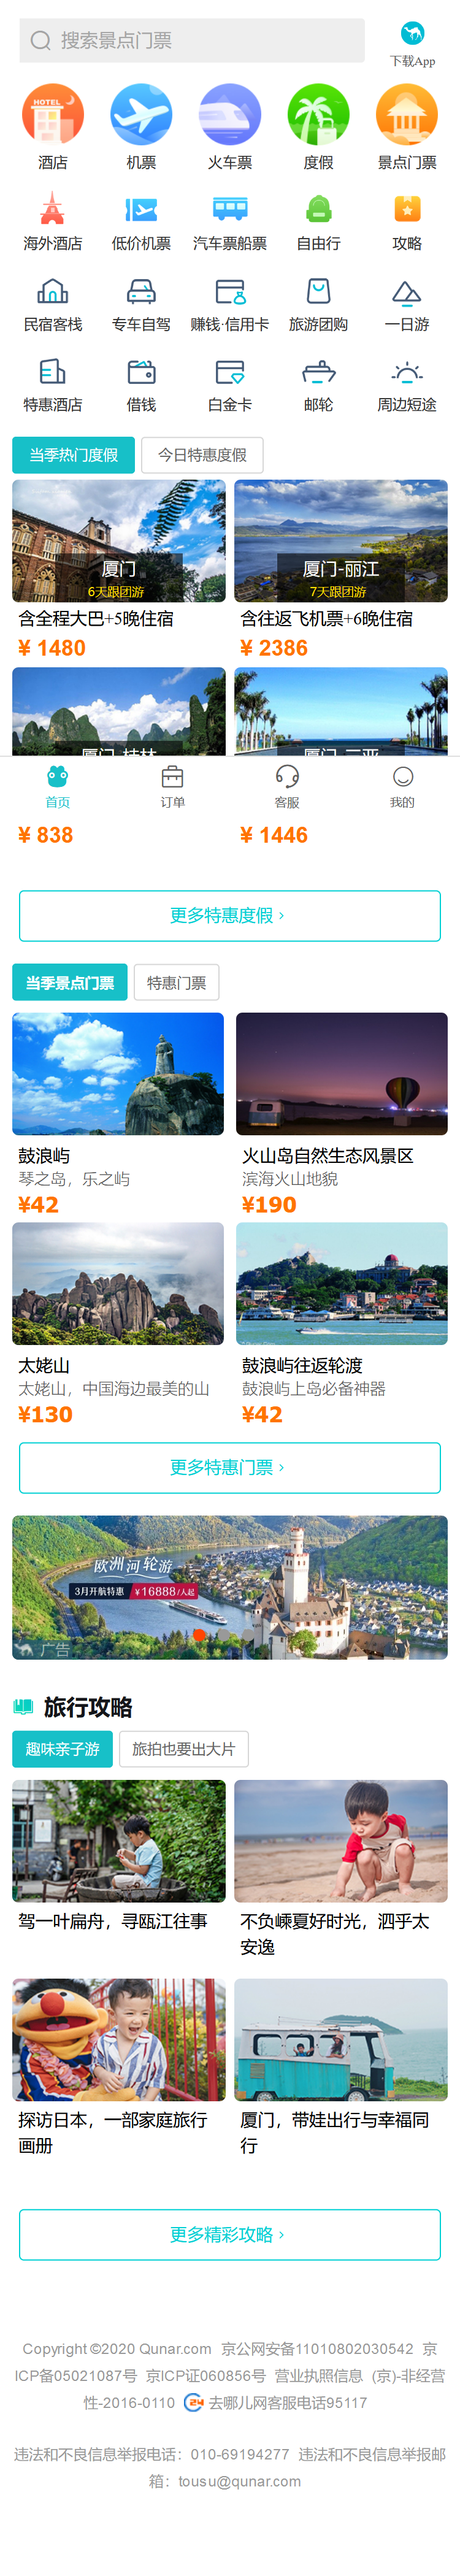 搜索景点门票
下载App
HOTEL
酒店 机票 火车票 度假 景点门票
海外酒店 低价机票 汽车票船票 自由行 攻略
民宿客栈 专车自驾 赚钱·信用卡 旅游团购 一日游
特惠酒店 借钱 白金卡 邮轮 周边短途
当季热门度假 今日特惠度假
厦门 厦门-丽江
6天跟团游 7天跟团游
含全程大巴+5晚住宿 含往返飞机票+6晚住宿
¥ 1480 ¥ 2386
厦门-桂林 厦门-三亚
首页 订单 客服 我的
¥ 838 ¥ 1446
更多特惠度假 ›
当季景点门票 特惠门票
鼓浪屿 火山岛自然生态风景区
琴之岛，乐之屿 滨海火山地貌
¥42 ¥190
太姥山 鼓浪屿往返轮渡
太姥山，中国海边最美的山 鼓浪屿上岛必备神器
¥130 ¥42
更多特惠门票 ›
欧洲河轮游
3月开航特惠 ¥16888/人起
广告
旅行攻略
趣味亲子游 旅拍也要出大片
驾一叶扁舟，寻瓯江往事 不负嵊夏好时光，泗乎太
安逸
探访日本，一部家庭旅行 厦门，带娃出行与幸福同
画册 行
更多精彩攻略 ›
Copyright ©2020 Qunar.com 京公网安备11010802030542 京
ICP备05021087号 京ICP证060856号 营业执照信息 (京)-非经营
性-2016-0110 24 去哪儿网客服电话95117
违法和不良信息举报电话：010-69194277 违法和不良信息举报邮
箱：tousu@qunar.com